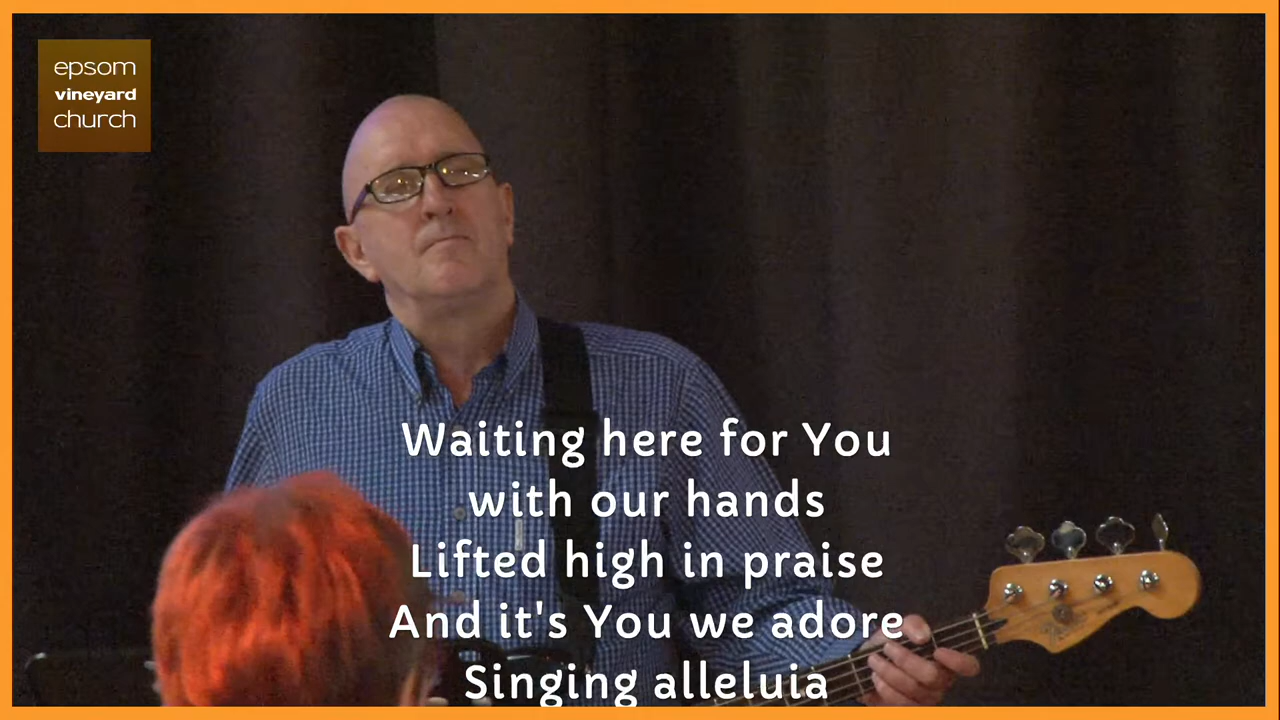 epsom
vineyard
church
Waiting here for You
with our hands
Lifted high in praise
And it's You we adore
Singing alleluia